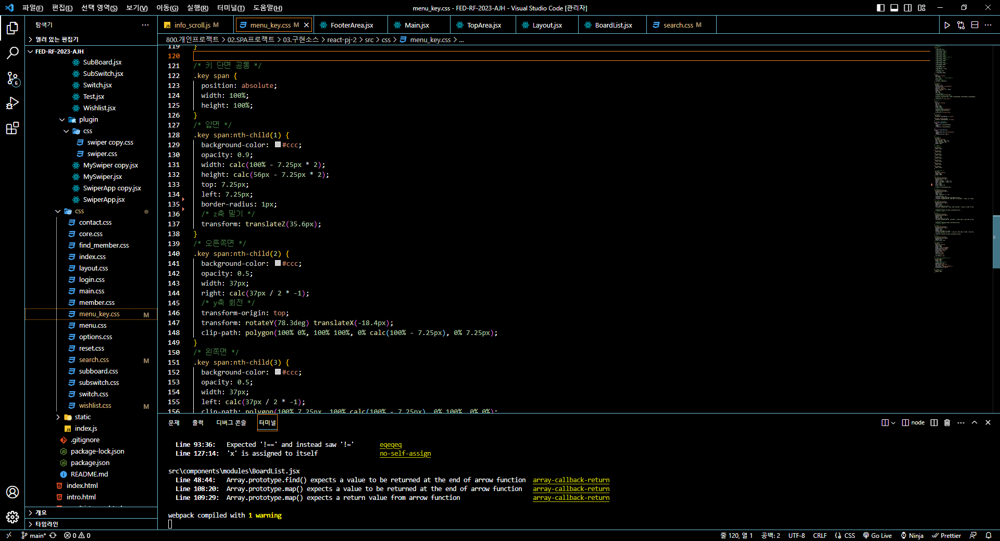 파일(F) 편집(E) 선택 영역(S) 보기(V) 이동(G) 실행(R) 터미널(T) 도움말(H)
menu_key.css - FED-RF-2023-AJH - Visual Studio Code [관리자]
탐색기
열려 있는 편집기
FED-RF-2023-AJH
SubBoard.jsx
SubSwitch.jsx
Switch.jsx
Test.jsx
Wishlist.jsx
plugin
css
swiper copy.css
swiper.css
MySwiper copy.jsx
MySwiper.jsx
SwiperApp copy.jsx
SwiperApp.jsx
css
contact.css
core.css
find_member.css
index.css
layout.css
login.css
main.css
member.css
menu_key.css M
menu.css
options.css
reset.css
search.css M
subboard.css
subswitch.css
switch.css
wishlist.css M
static
index.js
.gitignore
package-lock.json
package.json
README.md
index.html
intro.html
개요
타임라인
6
info_scroll.js M menu_key.css M FooterArea.jsx Main.jsx TopArea.jsx Layout.jsx BoardList.jsx search.css M
800.개인프로젝트 > 02.SPA프로젝트 > 03.구현소스 > react-pj-2 > src > css > menu_key.css > ...
119 }
120
121 /* 키 단면 공통 */
122 .key span {
123 position: absolute;
124 width: 100%;
125 height: 100%;
126 }
127 /* 앞면 */
128 .key span:nth-child(1) {
129 background-color: #ccc;
130 opacity: 0.9;
131 width: calc(100% - 7.25px * 2);
132 height: calc(56px - 7.25px * 2);
133 top: 7.25px;
134 left: 7.25px;
135 border-radius: 1px;
136 /* z축 밀기 */
137 transform: translateZ(35.6px);
138 }
139 /* 오른쪽면 */
140 .key span:nth-child(2) {
141 background-color: #ccc;
142 opacity: 0.5;
143 width: 37px;
144 right: calc(37px / 2 * -1);
145 /* y축 회전 */
146 transform-origin: top;
147 transform: rotateY(78.3deg) translateX(-18.4px);
148 clip-path: polygon(100% 0%, 100% 100%, 0% calc(100% - 7.25px), 0% 7.25px);
149 }
150 /* 왼쪽면 */
151 .key span:nth-child(3) {
152 background-color: #ccc;
153 opacity: 0.5;
154 width: 37px;
155 left: calc(37px / 2 * -1);
156 clip-path: polygon(100% 7.25px, 100% calc(100% - 7.25px), 0% 100%, 0% 0%);
문제 출력 디버그 콘솔 터미널 node
Line 93:36: Expected '!==' and instead saw '!=' eqeqeq
Line 127:14: 'x' is assigned to itself no-self-assign
src\components\modules\BoardList.jsx
Line 48:44: Array.prototype.find() expects a value to be returned at the end of arrow function array-callback-return
Line 108:20: Array.prototype.map() expects a value to be returned at the end of arrow function array-callback-return
Line 109:29: Array.prototype.map() expects a return value from arrow function array-callback-return
webpack compiled with 1 warning
main* 0 0 줄 120, 열 1 공백: 2 UTF-8 CRLF CSS Go Live Ninja Prettier